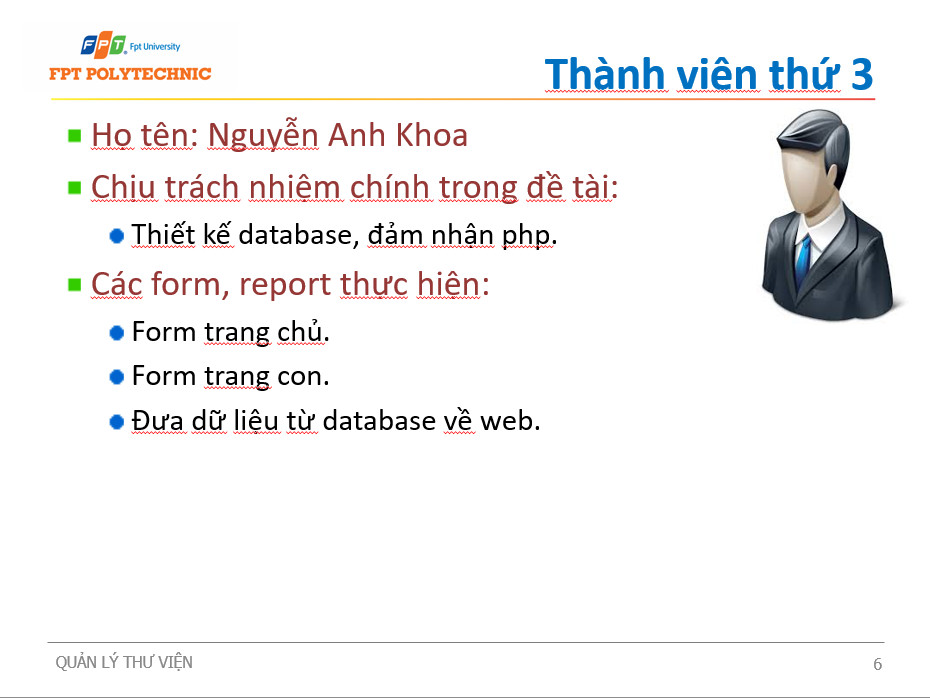 FPT Fpt University
FPT POLYTECHNIC
Thành viên thứ 3
Họ tên: Nguyễn Anh Khoa
Chịu trách nhiệm chính trong đề tài:
Thiết kế database, đảm nhận php.
Các form, report thực hiện:
Form trang chủ.
Form trang con.
Đưa dữ liệu từ database về web.
QUẢN LÝ THƯ VIỆN
6